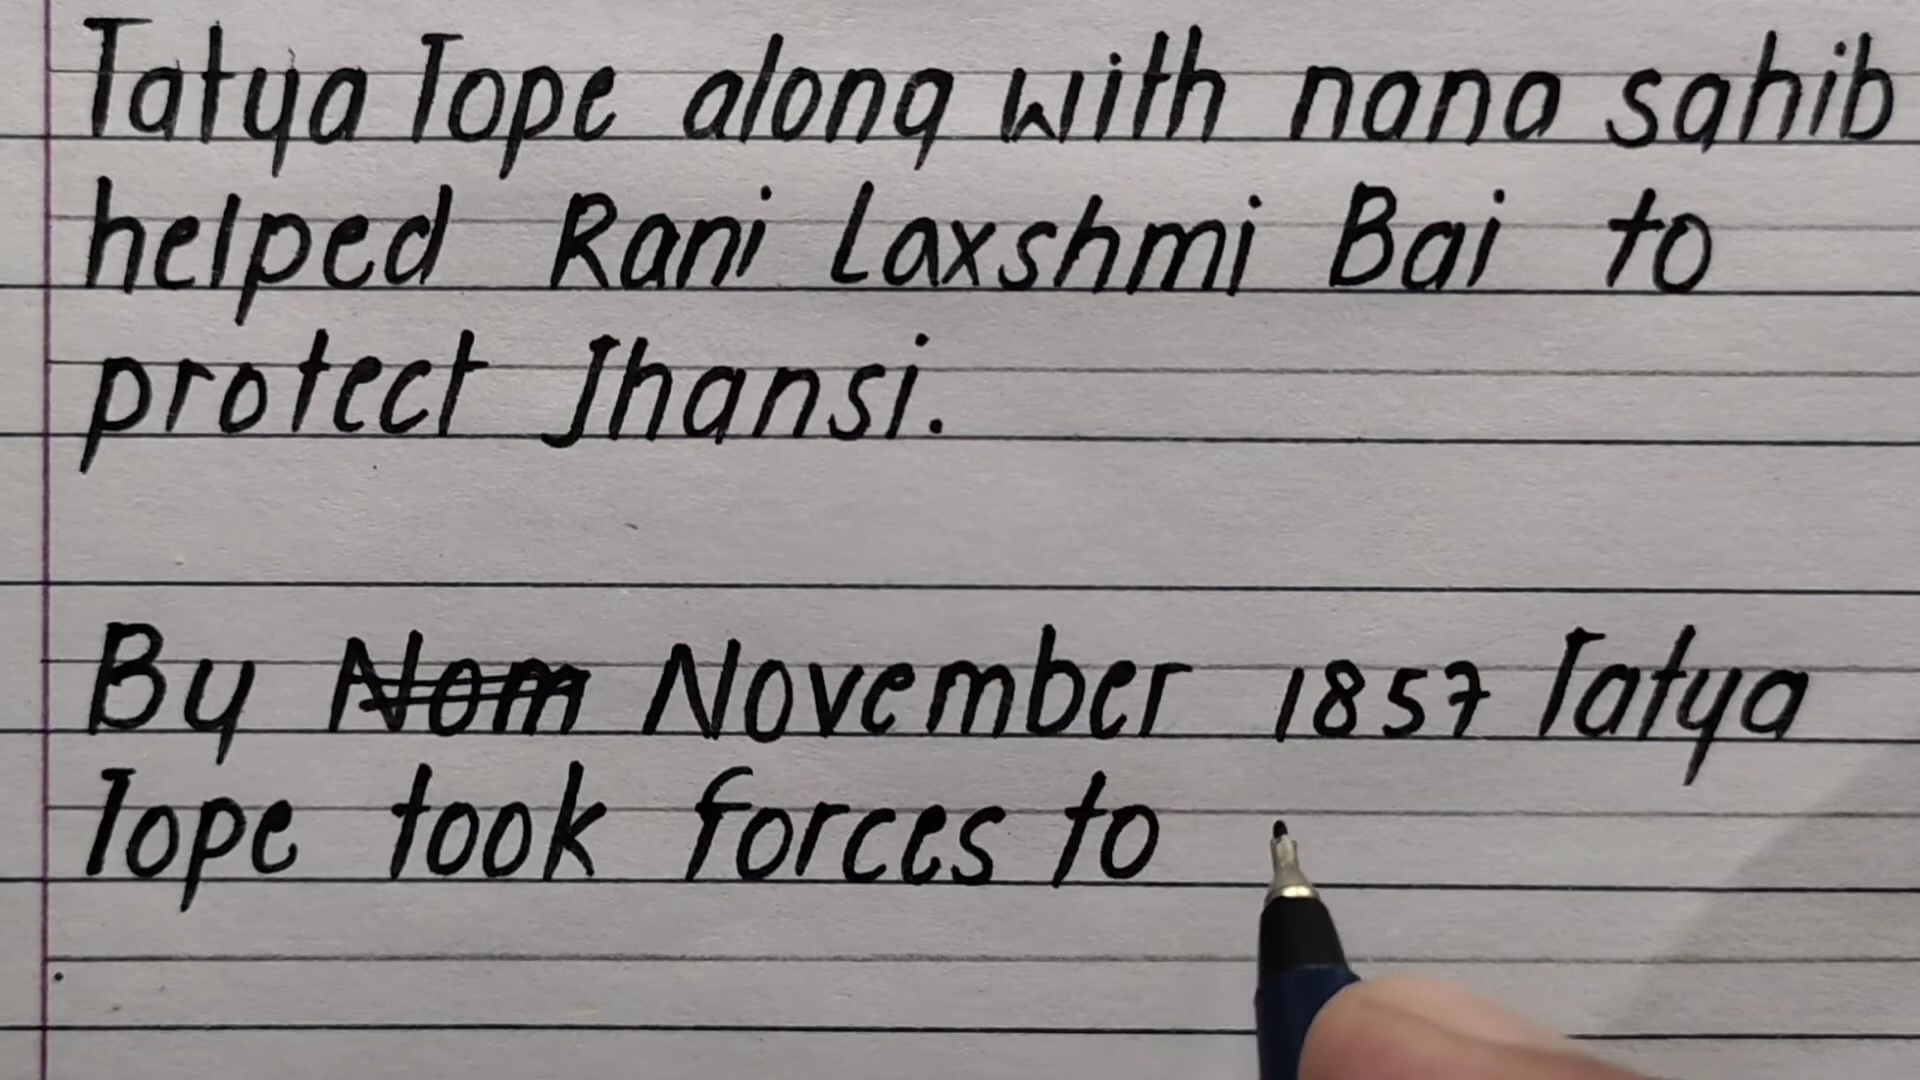 Tatya Tope along with nana sahib
helped Rani Laxshmi Bai to
protect Jhansi.
By Nom November 1857 Tatya
Tope took forces to